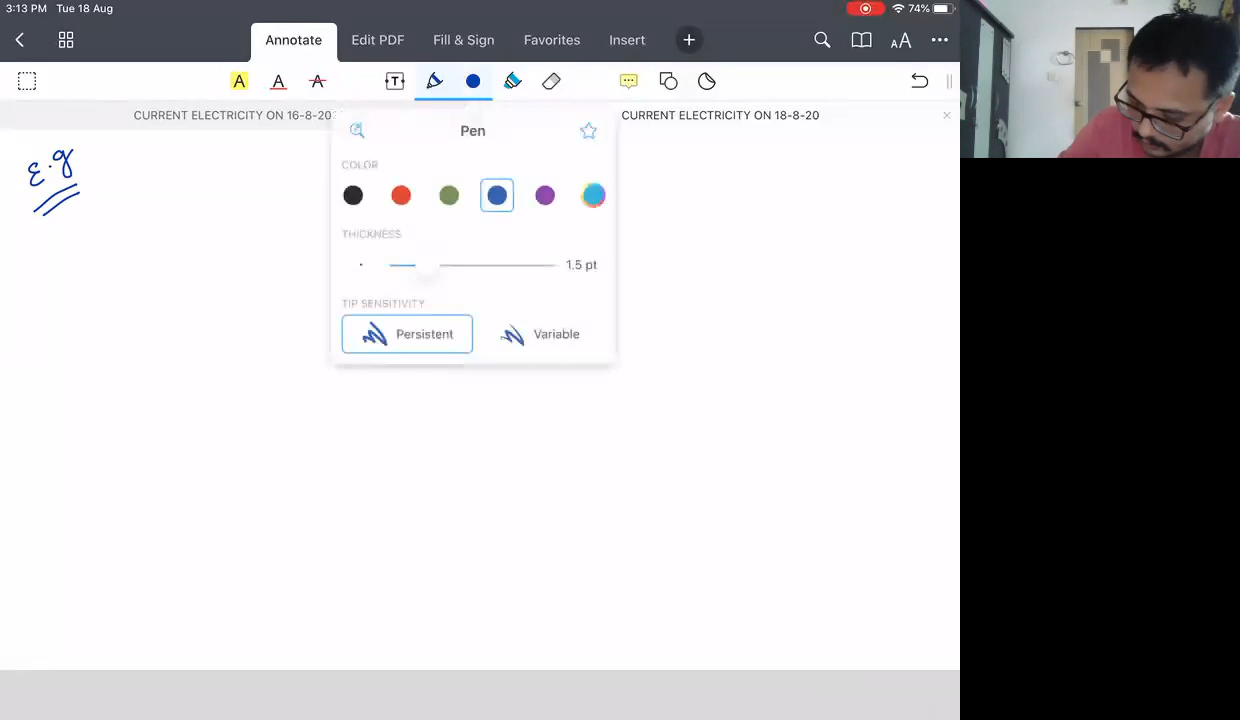 3:13 PM Tue 18 Aug
74%
Annotate Edit PDF Fill & Sign Favorites Insert
A A A T AA
CURRENT ELECTRICITY ON 16-8-20
CURRENT ELECTRICITY ON 18-8-20
Pen
E.g
COLOR
THICKNESS
1.5 pt
TIP SENSITIVITY
Persistent Variable